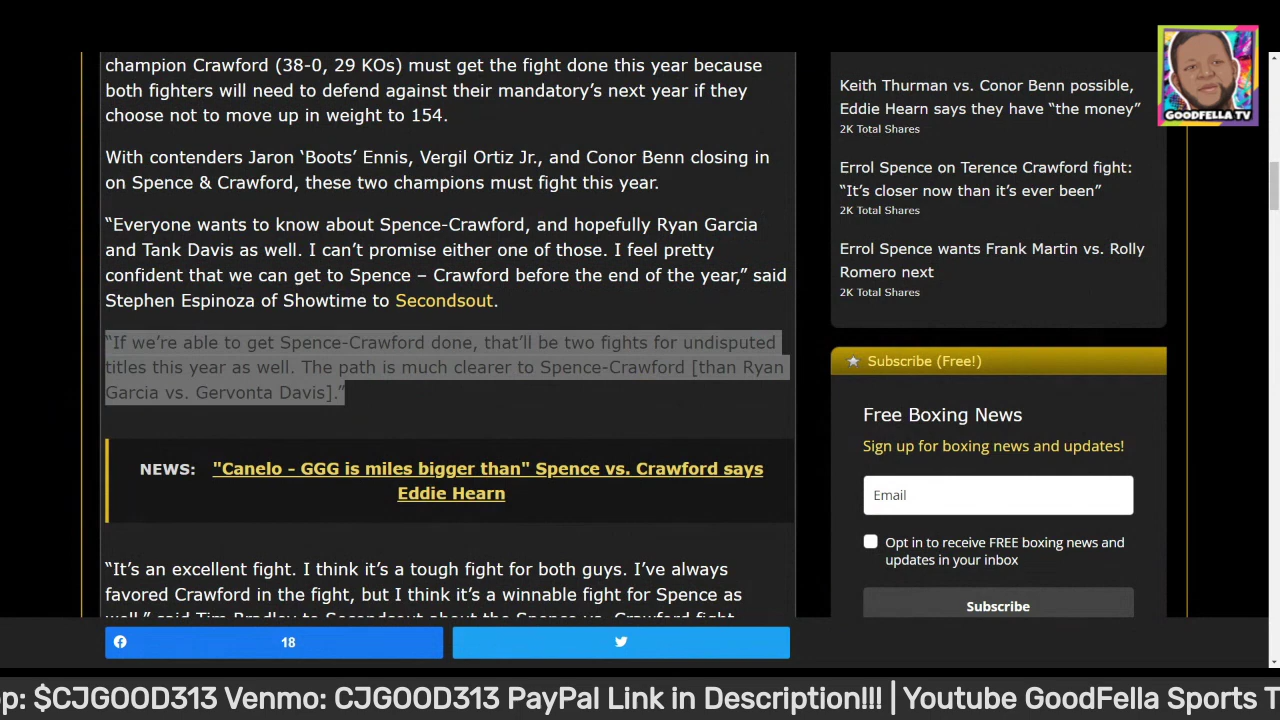 champion Crawford (38-0, 29 KOs) must get the fight done this year because
both fighters will need to defend against their mandatory’s next year if they
choose not to move up in weight to 154.
With contenders Jaron ‘Boots’ Ennis, Vergil Ortiz Jr., and Conor Benn closing in
on Spence & Crawford, these two champions must fight this year.
“Everyone wants to know about Spence-Crawford, and hopefully Ryan Garcia
and Tank Davis as well. I can’t promise either one of those. I feel pretty
confident that we can get to Spence – Crawford before the end of the year,” said
Stephen Espinoza of Showtime to Secondsout.
“If we’re able to get Spence-Crawford done, that’ll be two fights for undisputed
titles this year as well. The path is much clearer to Spence-Crawford [than Ryan
Garcia vs. Gervonta Davis].”
NEWS: "Canelo - GGG is miles bigger than" Spence vs. Crawford says
Eddie Hearn
“It’s an excellent fight. I think it’s a tough fight for both guys. I’ve always
favored Crawford in the fight, but I think it’s a winnable fight for Spence as
well,” said Tim Bradley to Secondsout about the Spence vs. Crawford fight
18
Keith Thurman vs. Conor Benn possible,
Eddie Hearn says they have “the money”
2K Total Shares
Errol Spence on Terence Crawford fight:
“It’s closer now than it’s ever been”
2K Total Shares
Errol Spence wants Frank Martin vs. Rolly
Romero next
2K Total Shares
Subscribe (Free!)
Free Boxing News
Sign up for boxing news and updates!
Email
Opt in to receive FREE boxing news and
updates in your inbox
Subscribe
GOODFELLA TV
op: $CJGOOD313 Venmo: CJGOOD313 PayPal Link in Description!!! | Youtube GoodFella Sports T